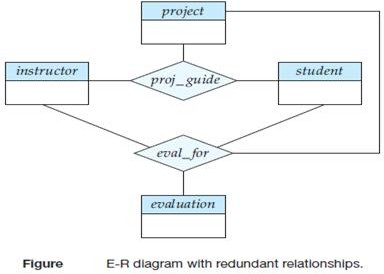 project
instructor
proj_guide
student
eval_for
evaluation
Figure E-R diagram with redundant relationships.